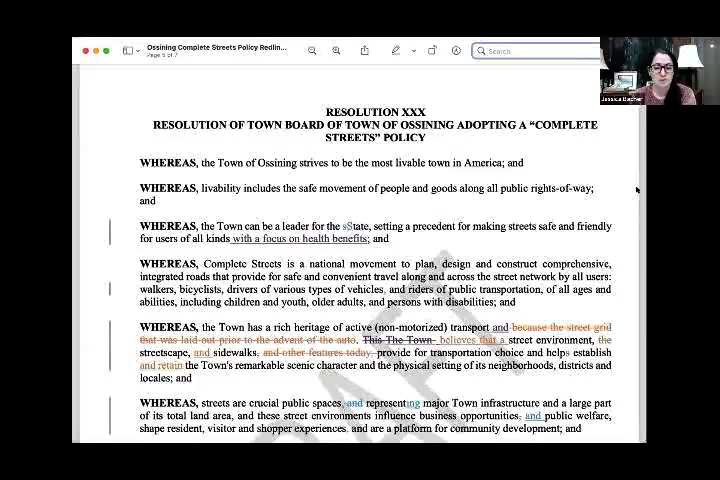 Ossining Complete Streets Policy Redlin...
Page 5 of 7
Search
Jessica Bacher
RESOLUTION XXX
RESOLUTION OF TOWN BOARD OF TOWN OF OSSINING ADOPTING A “COMPLETE
STREETS” POLICY
WHEREAS, the Town of Ossining strives to be the most livable town in America; and
WHEREAS, livability includes the safe movement of people and goods along all public rights-of-way;
and
WHEREAS, the Town can be a leader for the sState, setting a precedent for making streets safe and friendly
for users of all kinds with a focus on health benefits; and
WHEREAS, Complete Streets is a national movement to plan, design and construct comprehensive,
integrated roads that provide for safe and convenient travel along and across the street network by all users:
walkers, bicyclists, drivers of various types of vehicles, and riders of public transportation, of all ages and
abilities, including children and youth, older adults, and persons with disabilities; and
WHEREAS, the Town has a rich heritage of active (non-motorized) transport and because the street grid
that was laid out prior to the advent of the auto. This The Town believes that a street environment, the
streetscape, and sidewalks, and other features today, provide for transportation choice and helps establish
and retain the Town's remarkable scenic character and the physical setting of its neighborhoods, districts and
locales; and
WHEREAS, streets are crucial public spaces, and representing major Town infrastructure and a large part
of its total land area, and these street environments influence business opportunities, and public welfare,
shape resident, visitor and shopper experiences, and are a platform for community development; and